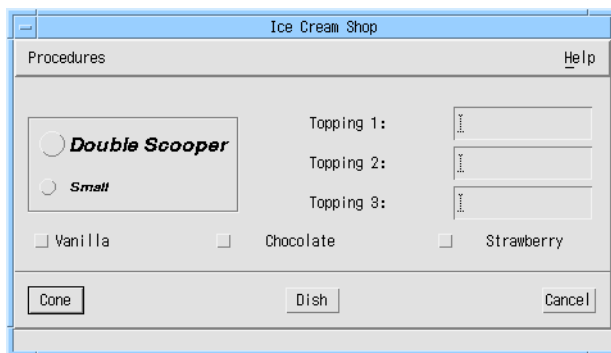 Ice Cream Shop
Procedures Help
Double Scooper
Small
Topping 1:
Topping 2:
Topping 3:
Vanilla Chocolate Strawberry
Cone Dish Cancel